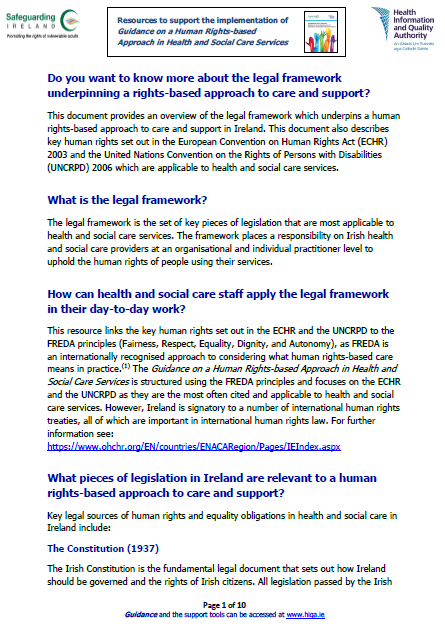 Safeguarding
IRELAND
Promoting the rights of vulnerable adults
Resources to support the implementation of
Guidance on a Human Rights-based
Approach in Health and Social Care Services
Health
Information
and Quality
Authority
An tÚdarás Um Fhaisnéis
agus Cáilíocht Sláinte
Do you want to know more about the legal framework
underpinning a rights-based approach to care and support?
This document provides an overview of the legal framework which underpins a human
rights-based approach to care and support in Ireland. This document also describes
key human rights set out in the European Convention on Human Rights Act (ECHR)
2003 and the United Nations Convention on the Rights of Persons with Disabilities
(UNCRPD) 2006 which are applicable to health and social care services.
What is the legal framework?
The legal framework is the set of key pieces of legislation that are most applicable to
health and social care services. The framework places a responsibility on Irish health
and social care providers at an organisational and individual practitioner level to
uphold the human rights of people using their services.
How can health and social care staff apply the legal framework
in their day-to-day work?
This resource links the key human rights set out in the ECHR and the UNCRPD to the
FREDA principles (Fairness, Respect, Equality, Dignity, and Autonomy), as FREDA is
an internationally recognised approach to considering what human rights-based care
means in practice.(1) The Guidance on a Human Rights-based Approach in Health and
Social Care Services is structured using the FREDA principles and focuses on the ECHR
and the UNCRPD as they are the most often cited and applicable to health and social
care services. However, Ireland is signatory to a number of international human rights
treaties, all of which are important in international human rights law. For further
information see:
https://www.ohchr.org/EN/countries/ENACARegion/Pages/IEIndex.aspx
What pieces of legislation in Ireland are relevant to a human
rights-based approach to care and support?
Key legal sources of human rights and equality obligations in health and social care in
Ireland include:
The Constitution (1937)
The Irish Constitution is the fundamental legal document that sets out how Ireland
should be governed and the rights of Irish citizens. All legislation passed by the Irish
Page 1 of 10
Guidance and the support tools can be accessed at www.hiqa.ie